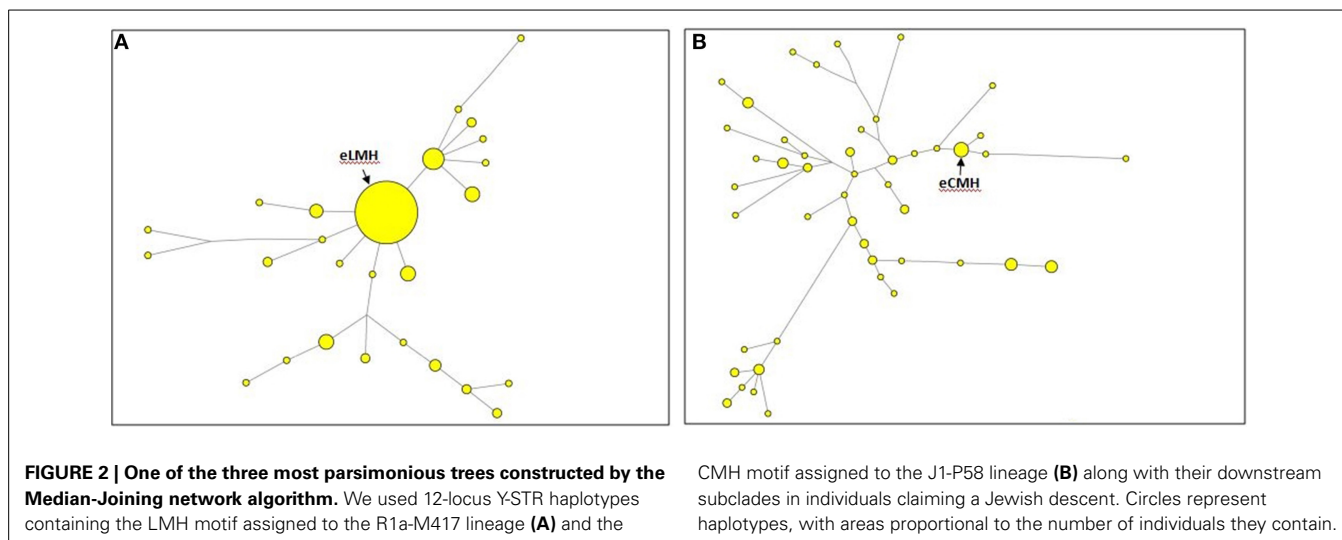 A
eLMH
B
eCMH
FIGURE 2 | One of the three most parsimonious trees constructed by the
Median-Joining network algorithm. We used 12-locus Y-STR haplotypes
containing the LMH motif assigned to the R1a-M417 lineage (A) and the
CMH motif assigned to the J1-P58 lineage (B) along with their downstream
subclades in individuals claiming a Jewish descent. Circles represent
haplotypes, with areas proportional to the number of individuals they contain.